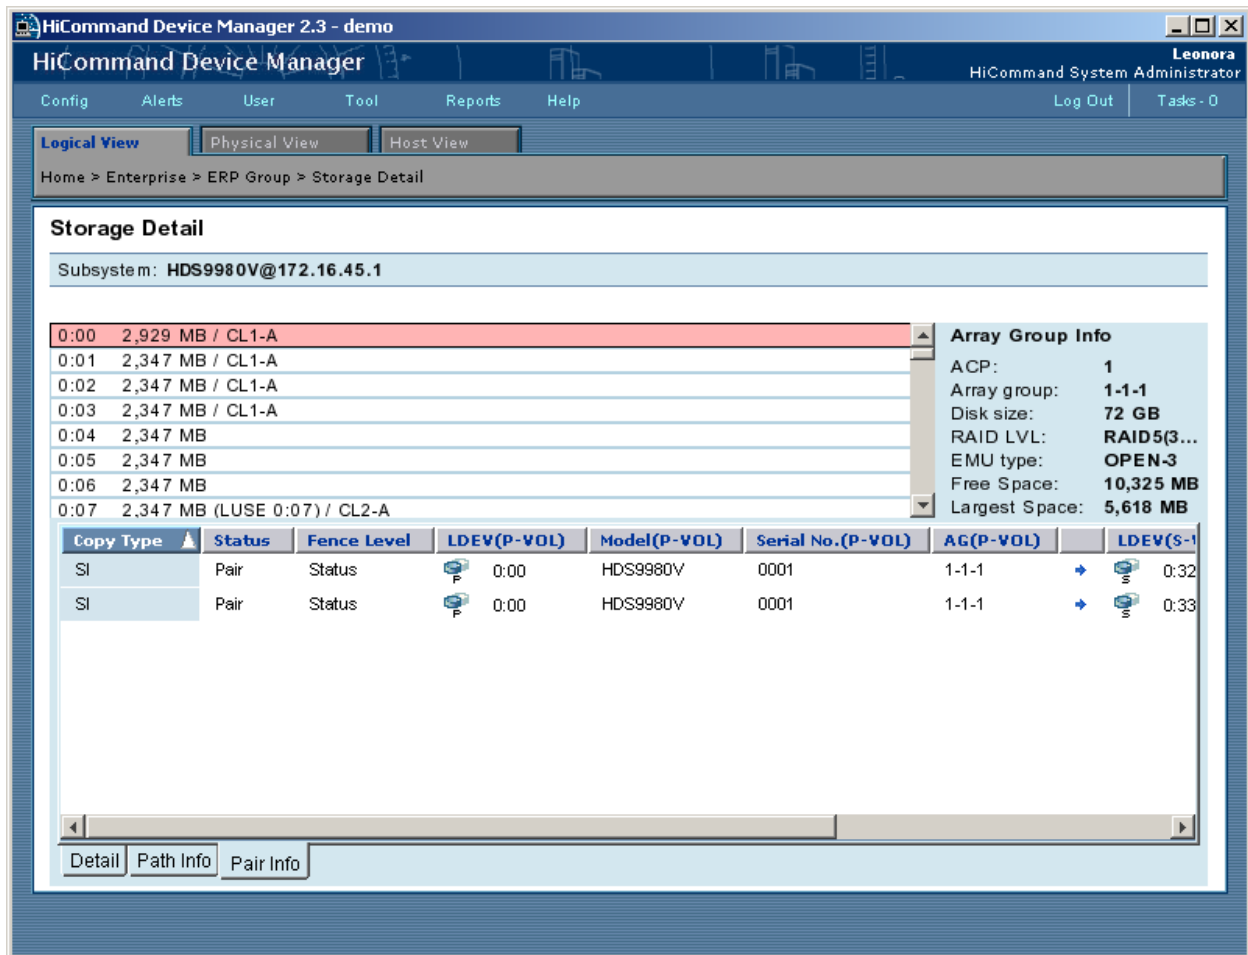 HiCommand Device Manager 2.3 - demo
HiCommand Device Manager
Leonora
HiCommand System Administrator
Config Alerts User Tool Reports Help Log Out Tasks - 0
Logical View Physical View Host View
Home > Enterprise > ERP Group > Storage Detail
Storage Detail
Subsystem: HDS9980V@172.16.45.1
0:00 2,929 MB / CL1-A
0:01 2,347 MB / CL1-A
0:02 2,347 MB / CL1-A
0:03 2,347 MB / CL1-A
0:04 2,347 MB
0:05 2,347 MB
0:06 2,347 MB
0:07 2,347 MB (LUSE 0:07) / CL2-A
Array Group Info
ACP: 1
Array group: 1-1-1
Disk size: 72 GB
RAID LVL: RAID5(3...
EMU type: OPEN-3
Free Space: 10,325 MB
Largest Space: 5,618 MB
Copy Type Status Fence Level LDEV(P-VOL) Model(P-VOL) Serial No.(P-VOL) AG(P-VOL) LDEV(S-
SI Pair Status P 0:00 HDS9980V 0001 1-1-1 S 0:32
SI Pair Status P 0:00 HDS9980V 0001 1-1-1 S 0:33
Detail Path Info Pair Info